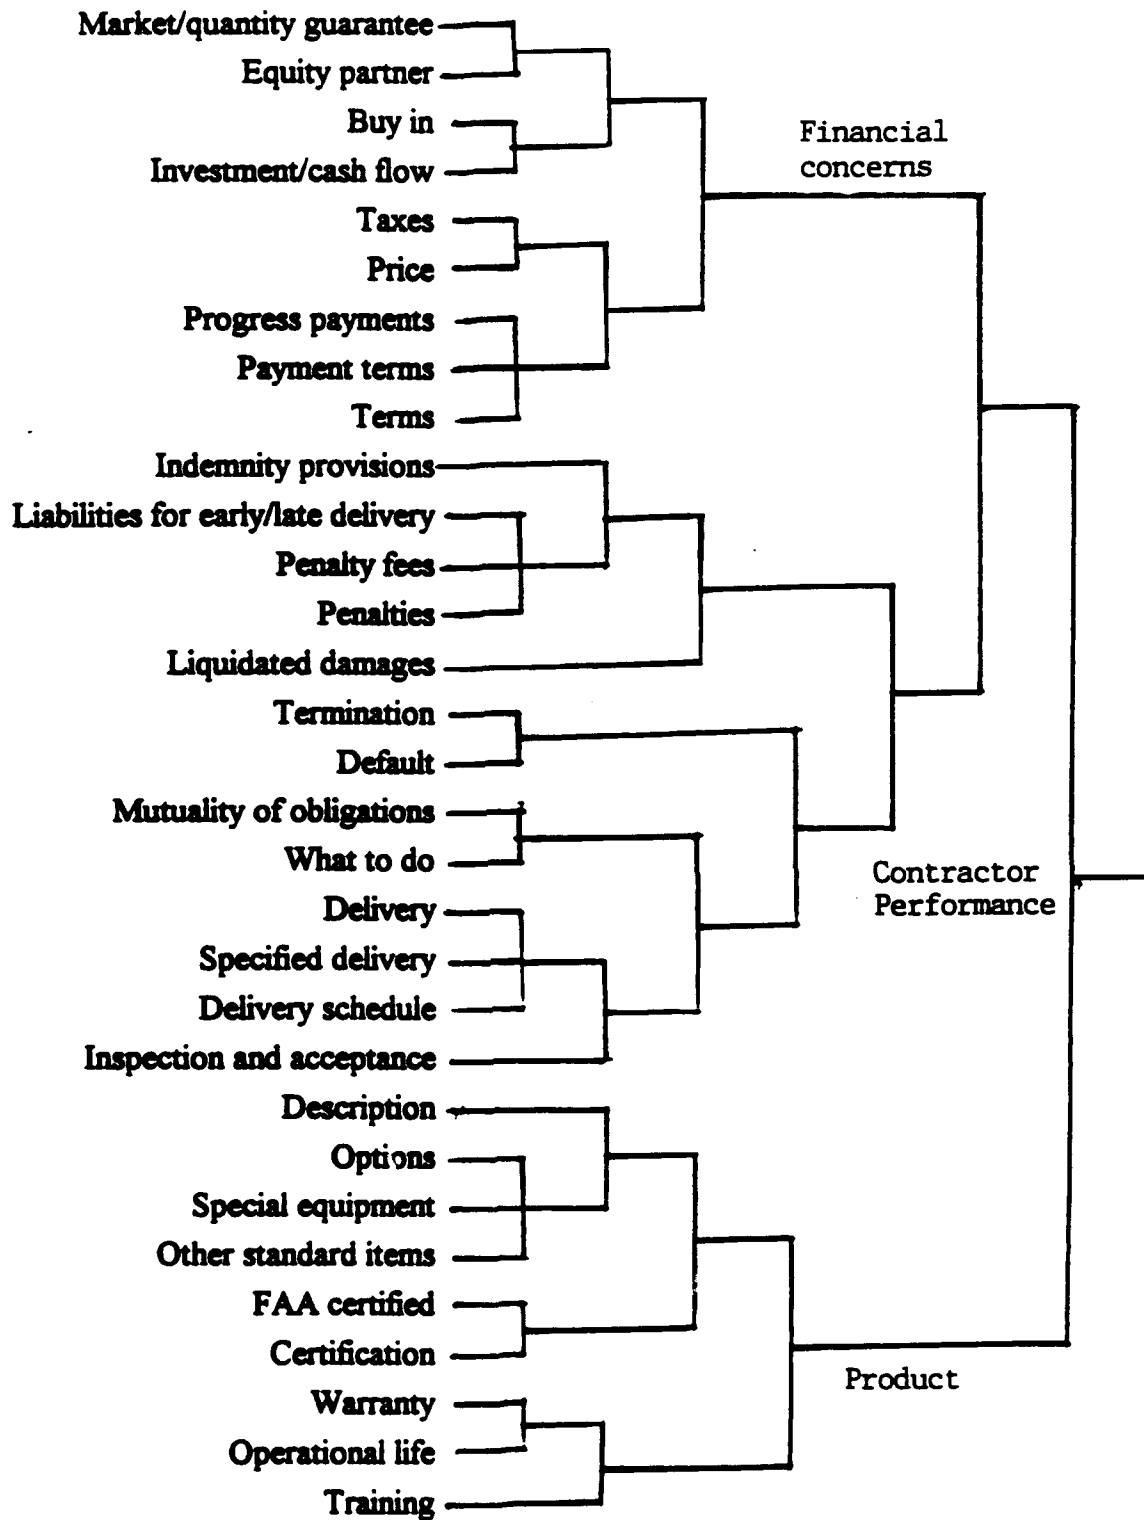 Market/quantity guarantee
Equity partner
Buy in
Investment/cash flow
Taxes
Price
Progress payments
Payment terms
Terms
Indemnity provisions
Liabilities for early/late delivery
Penalty fees
Penalties
Liquidated damages
Termination
Default
Mutuality of obligations
What to do
Delivery
Specified delivery
Delivery schedule
Inspection and acceptance
Description
Options
Special equipment
Other standard items
FAA certified
Certification
Warranty
Operational life
Training
Financial
concerns
Contractor
Performance
Product